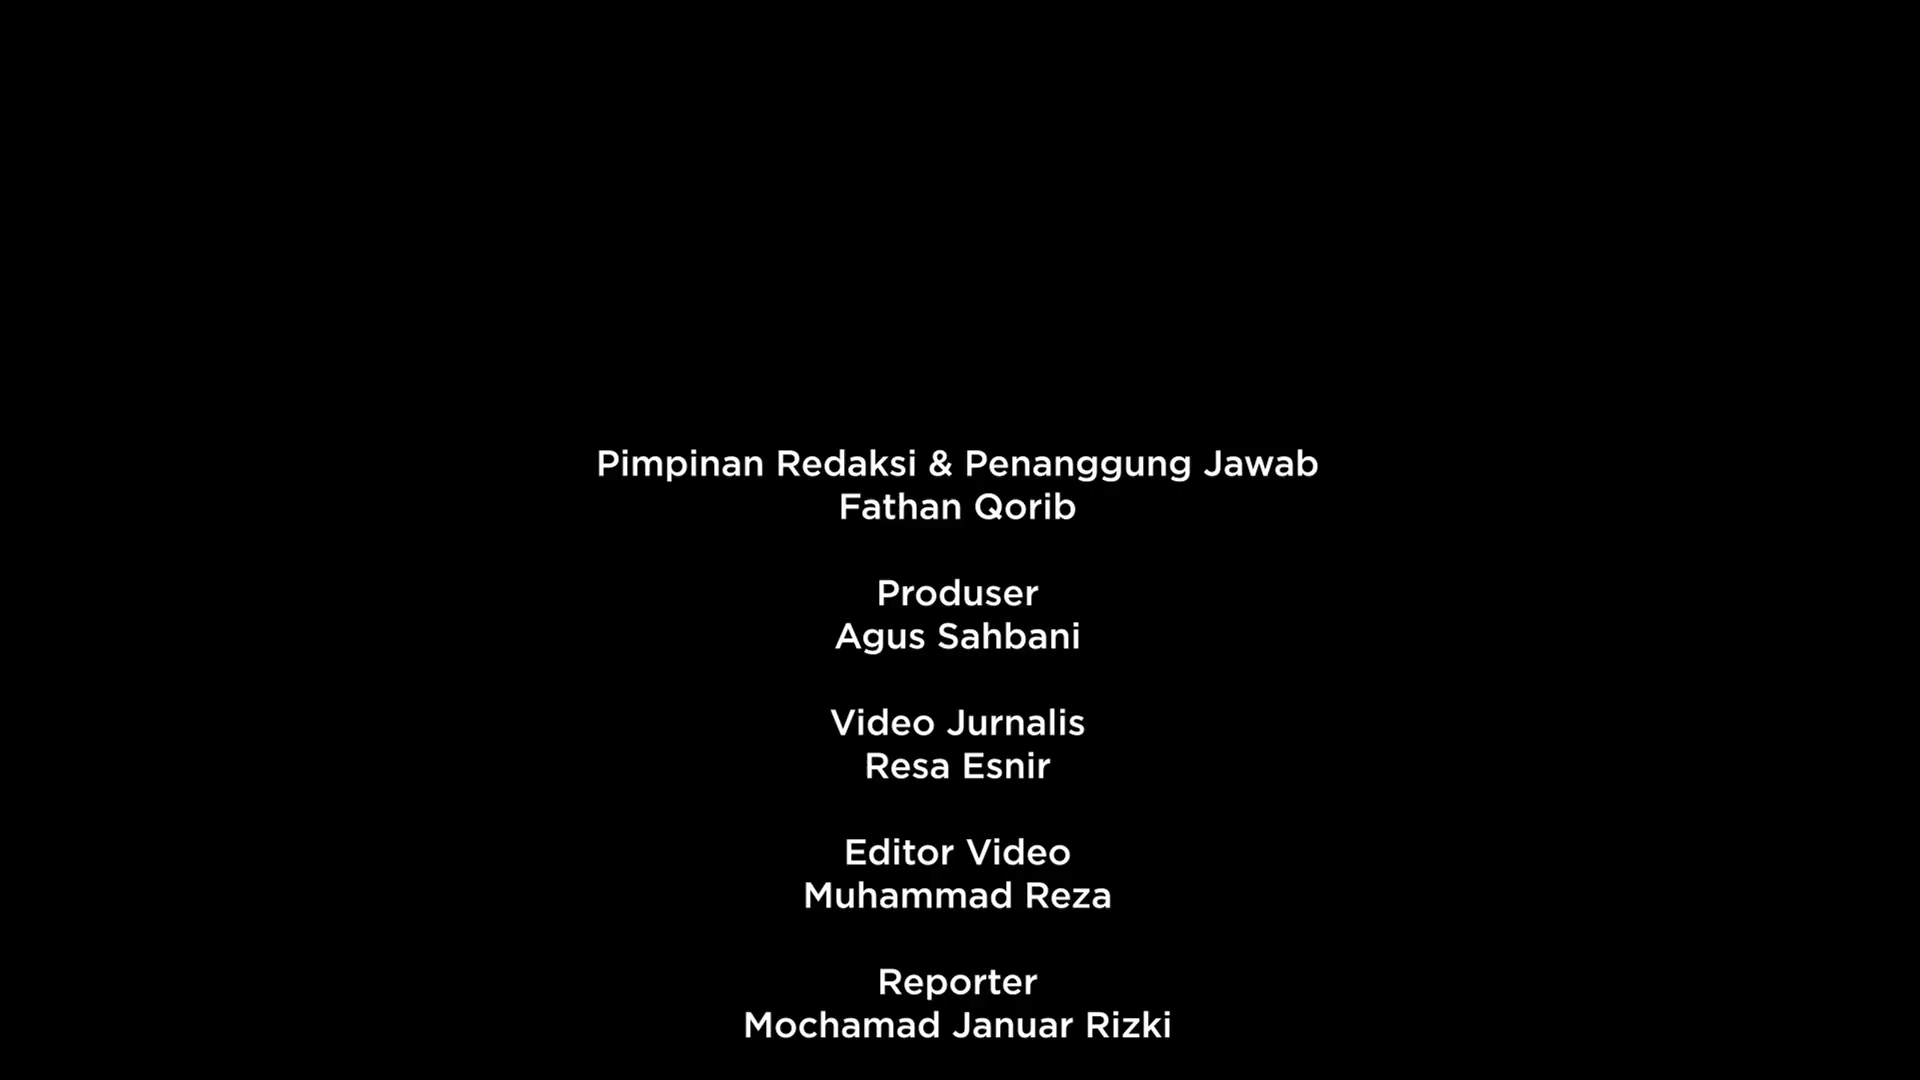 Pimpinan Redaksi & Penanggung Jawab
Fathan Qorib
Produser
Agus Sahbani
Video Jurnalis
Resa Esnir
Editor Video
Muhammad Reza
Reporter
Mochamad Januar Rizki